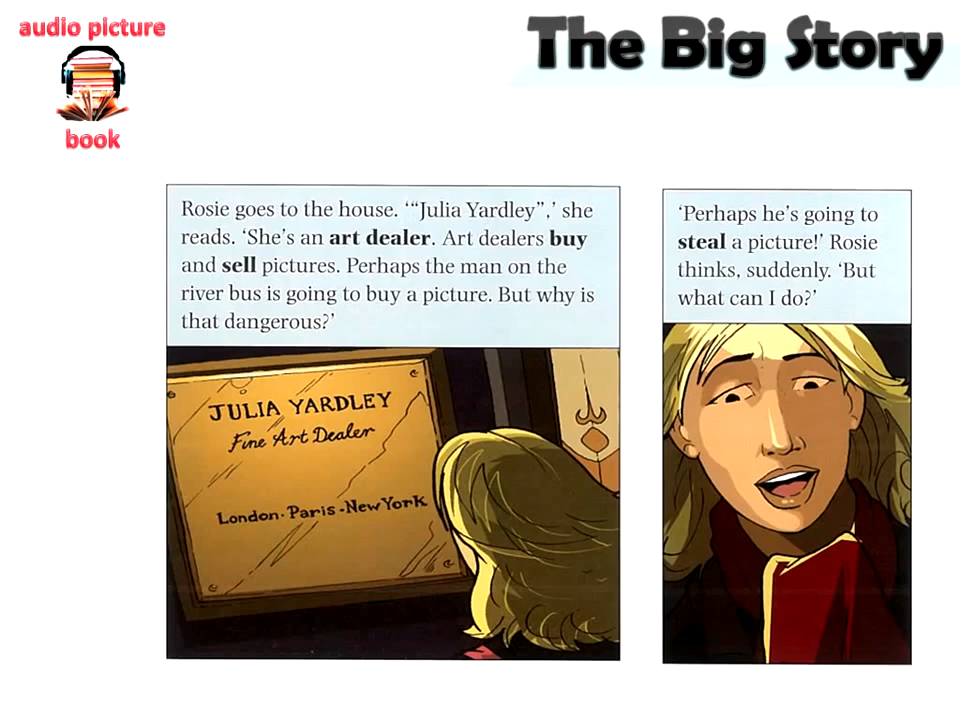 audio picture
book
The Big Story
Rosie goes to the house. ‘“Julia Yardley”,’ she
reads. ‘She’s an art dealer. Art dealers buy
and sell pictures. Perhaps the man on the
river bus is going to buy a picture. But why is
that dangerous?’
JULIA YARDLEY
Fine Art Dealer
London · Paris - New York
‘Perhaps he’s going to
steal a picture!’ Rosie
thinks, suddenly. ‘But
what can I do?’